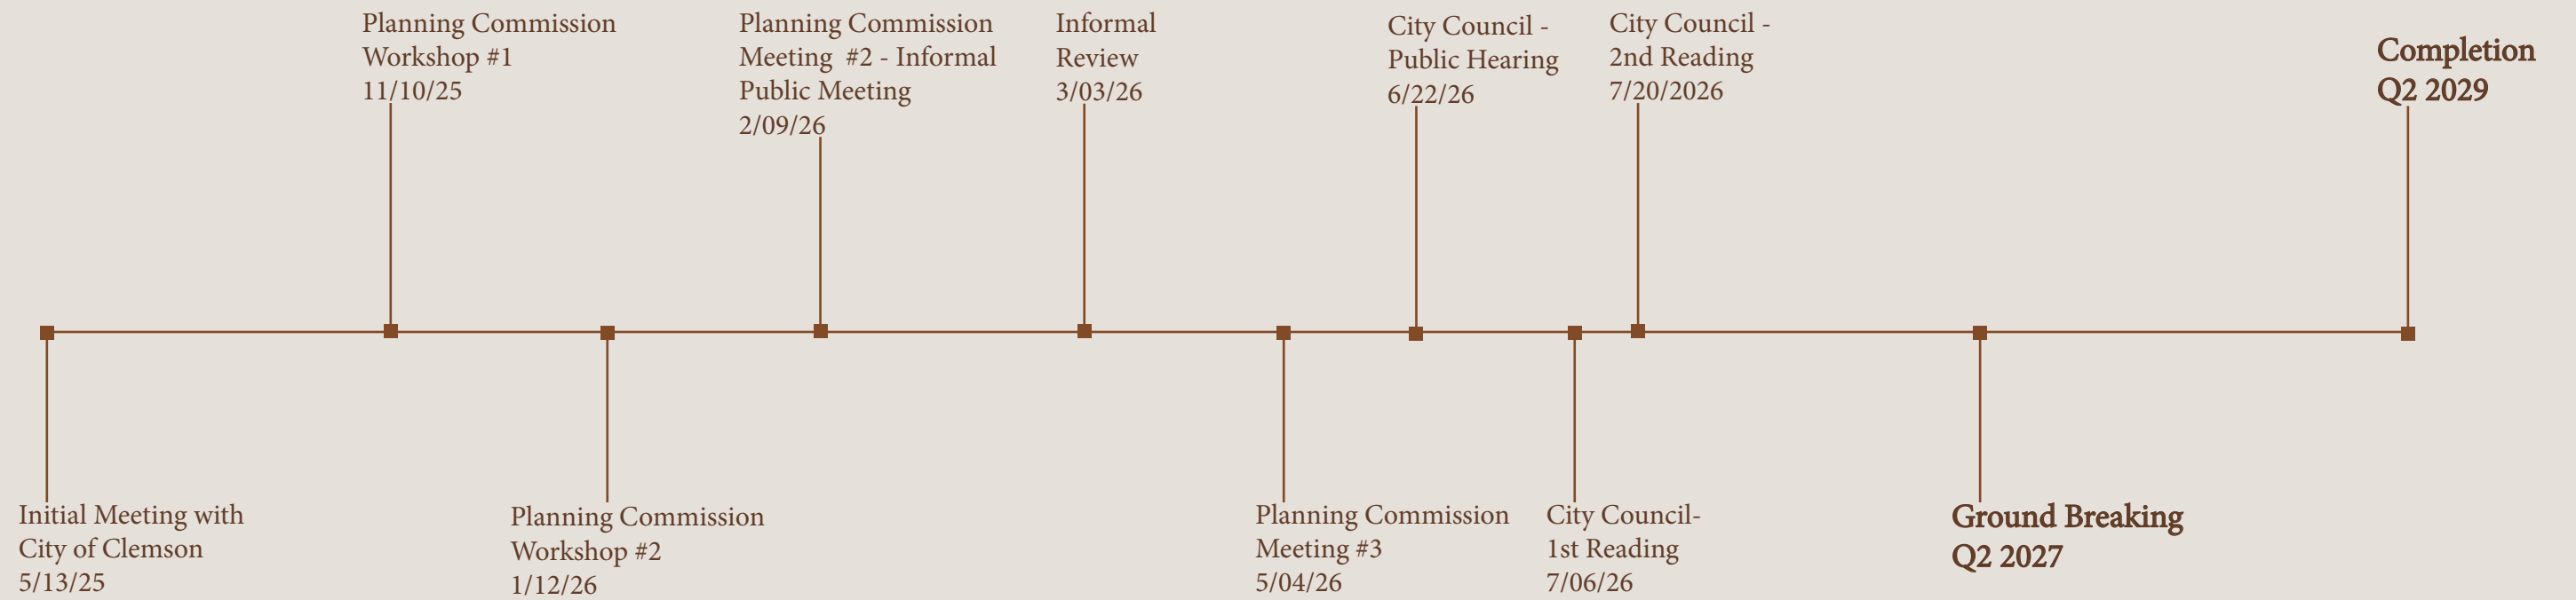 Planning Commission
Workshop #1
11/10/25
Planning Commission
Meeting #2 - Informal
Public Meeting
2/09/26
Informal
Review
3/03/26
City Council -
Public Hearing
6/22/26
City Council -
2nd Reading
7/20/2026
Completion
Q2 2029
Initial Meeting with
City of Clemson
5/13/25
Planning Commission
Workshop #2
1/12/26
Planning Commission
Meeting #3
5/04/26
City Council-
1st Reading
7/06/26
Ground Breaking
Q2 2027